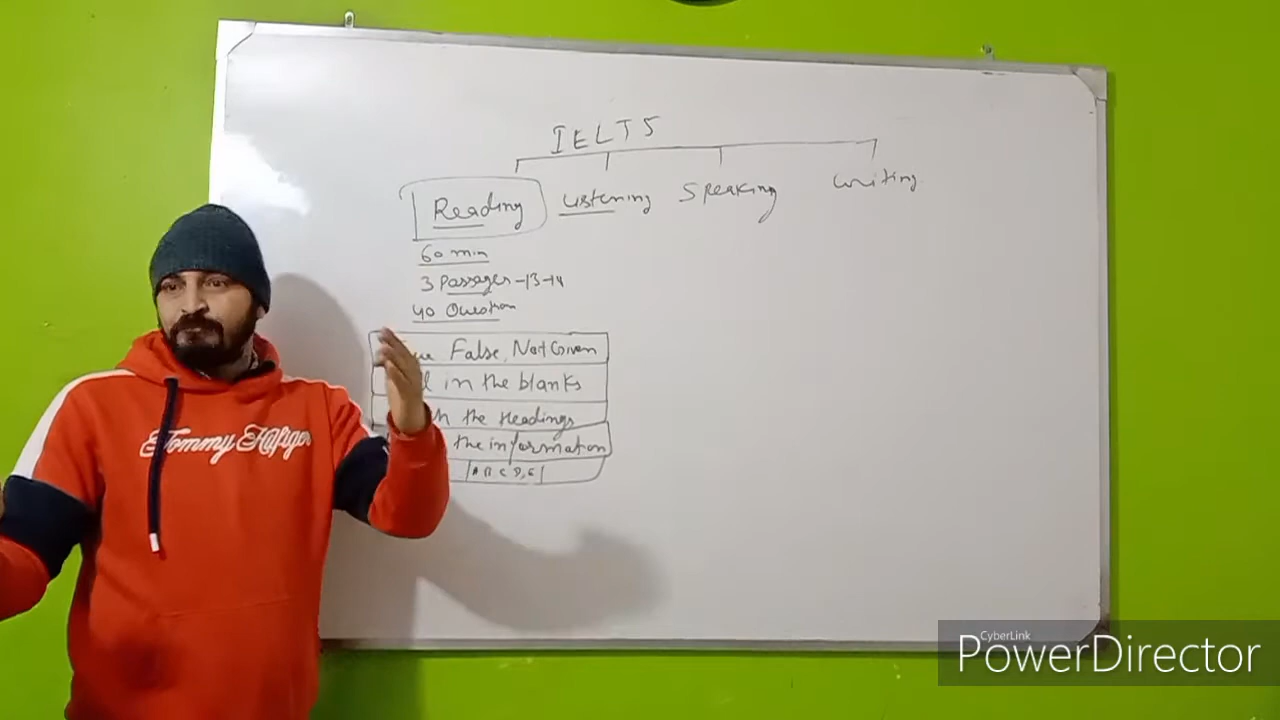 IELTS
Reading Listening Speaking Writing
60 min
3 Passages - 13-14
40 Question
False, Not Given
in the blanks
the Headings
the information
A B C D, E
Tommy Hilfiger
CyberLink
PowerDirector